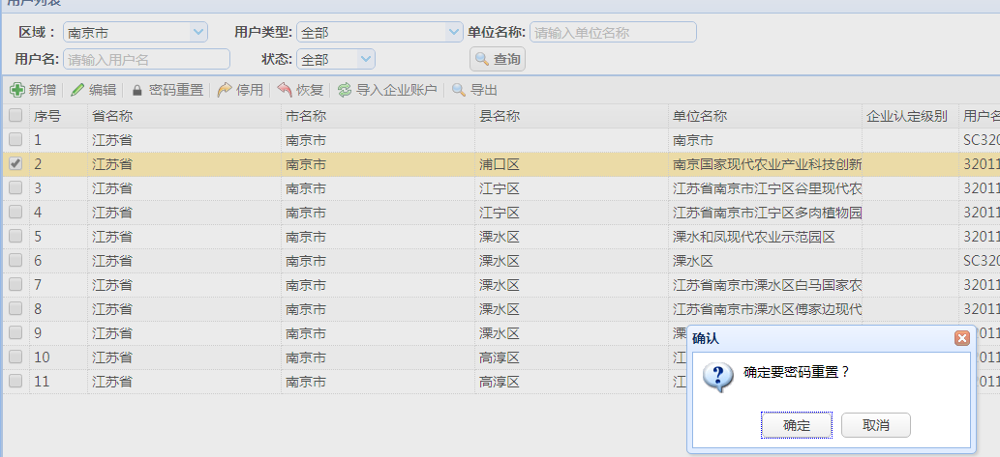 用户列表
区域： 南京市 用户类型: 全部 单位名称: 请输入单位名称
用户名: 请输入用户名 状态: 全部 查询
新增 编辑 密码重置 停用 恢复 导入企业账户 导出
序号 省名称 市名称 县名称 单位名称 企业认定级别 用户名
1 江苏省 南京市 南京市 SC320
2 江苏省 南京市 浦口区 南京国家现代农业产业科技创新 32011
3 江苏省 南京市 江宁区 江苏省南京市江宁区谷里现代农 32011
4 江苏省 南京市 江宁区 江苏省南京市江宁区多肉植物园 32011
5 江苏省 南京市 溧水区 溧水和凤现代农业示范园区 32011
6 江苏省 南京市 溧水区 溧水区 SC320
7 江苏省 南京市 溧水区 江苏省南京市溧水区白马国家农 32011
8 江苏省 南京市 溧水区 江苏省南京市溧水区傅家边现代 32011
9 江苏省 南京市 溧水区 溧
10 江苏省 南京市 高淳区 江
11 江苏省 南京市 高淳区 江
确认
确定要密码重置？
确定 取消